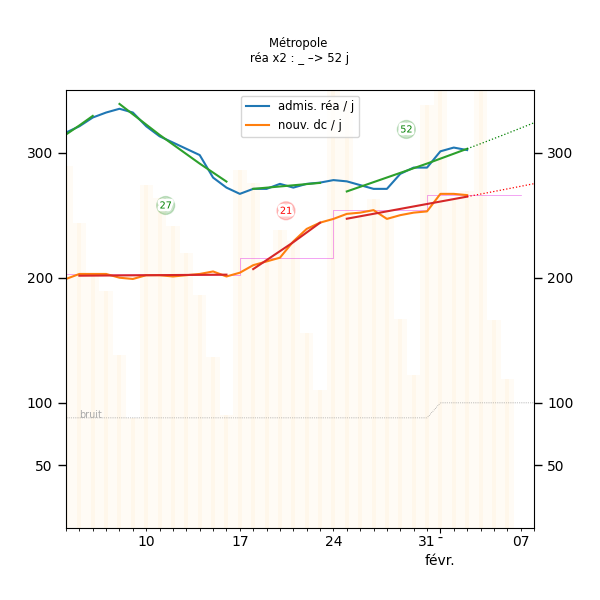 Métropole
réa x2 : _ –> 52 j
admis. réa / j
nouv. dc / j
300
300
52
27
21
200
200
100
100
bruit
50
50
10
17
24
31
07
févr.